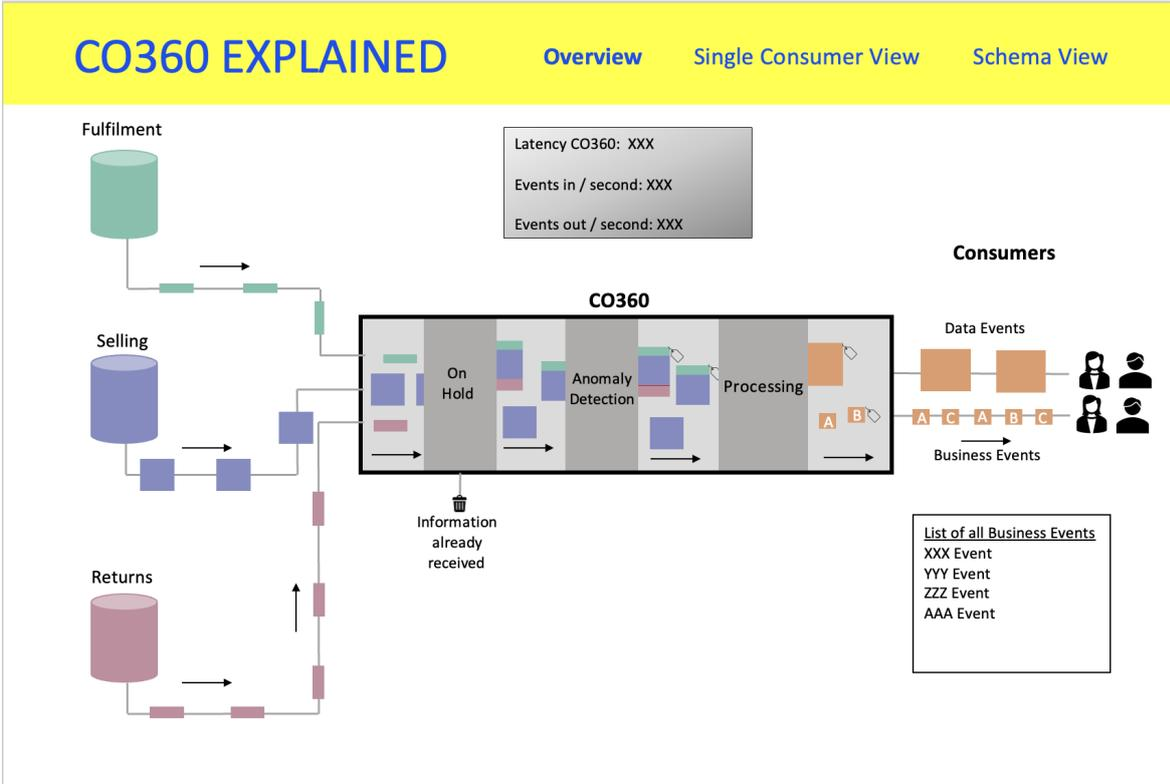 CO360 EXPLAINED
Overview
Single Consumer View
Schema View
Fulfilment
Latency CO360: XXX
Events in / second: XXX
Events out / second: XXX
Consumers
CO360
Selling
Data Events
On
Hold
Anomaly
Detection
Processing
A
B
A
C
A
B
C
Business Events
Information
already
received
List of all Business Events
XXX Event
YYY Event
ZZZ Event
AAA Event
Returns